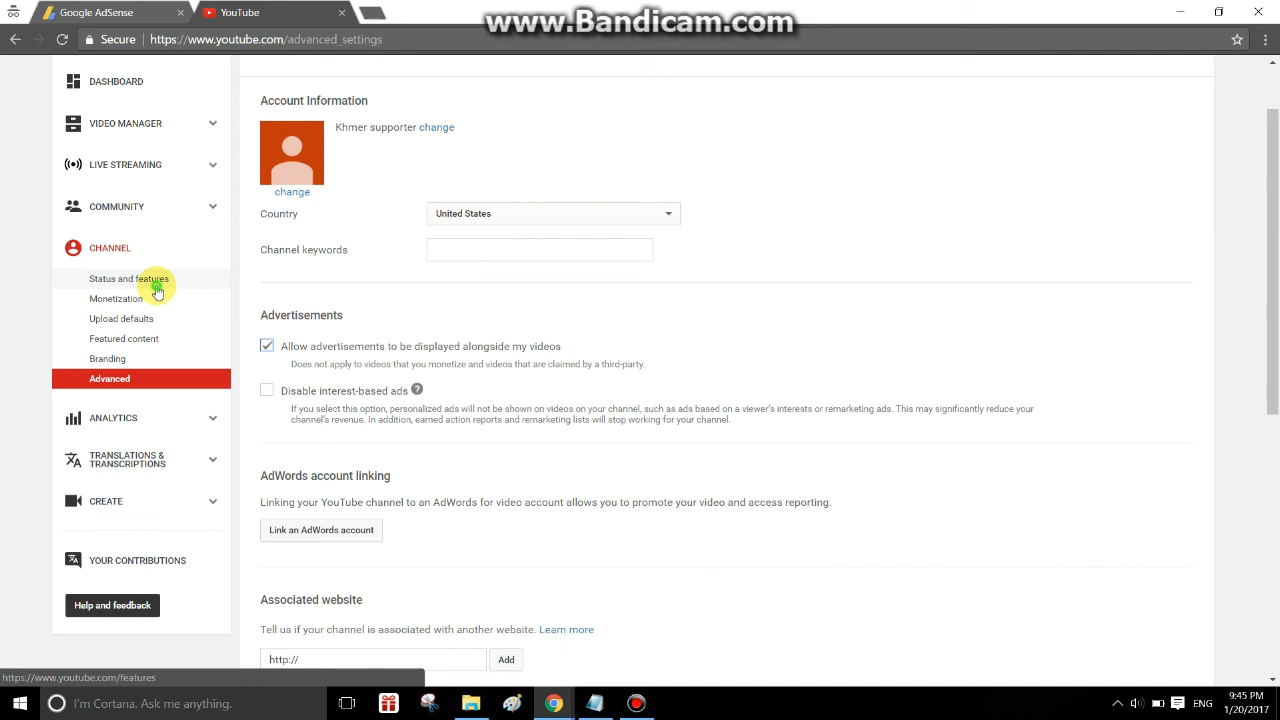 Google AdSense
YouTube
www.Bandicam.com
Secure
https://www.youtube.com/advanced_settings
DASHBOARD
VIDEO MANAGER
LIVE STREAMING
COMMUNITY
CHANNEL
Status and features
Monetization
Upload defaults
Featured content
Branding
Advanced
ANALYTICS
TRANSLATIONS &
TRANSCRIPTIONS
CREATE
YOUR CONTRIBUTIONS
Help and feedback
Account Information
Khmer supporter change
change
Country
United States
Channel keywords
Advertisements
Allow advertisements to be displayed alongside my videos
Does not apply to videos that you monetize and videos that are claimed by a third-party.
Disable interest-based ads ?
If you select this option, personalized ads will not be shown on videos on your channel, such as ads based on a viewer's interests or remarketing ads. This may significantly reduce your
channel's revenue. In addition, earned action reports and remarketing lists will stop working for your channel.
AdWords account linking
Linking your YouTube channel to an AdWords for video account allows you to promote your video and access reporting.
Link an AdWords account
Associated website
Tell us if your channel is associated with another website. Learn more
http://
Add
https://www.youtube.com/features
I'm Cortana. Ask me anything.
ENG
9:45 PM
1/20/2017